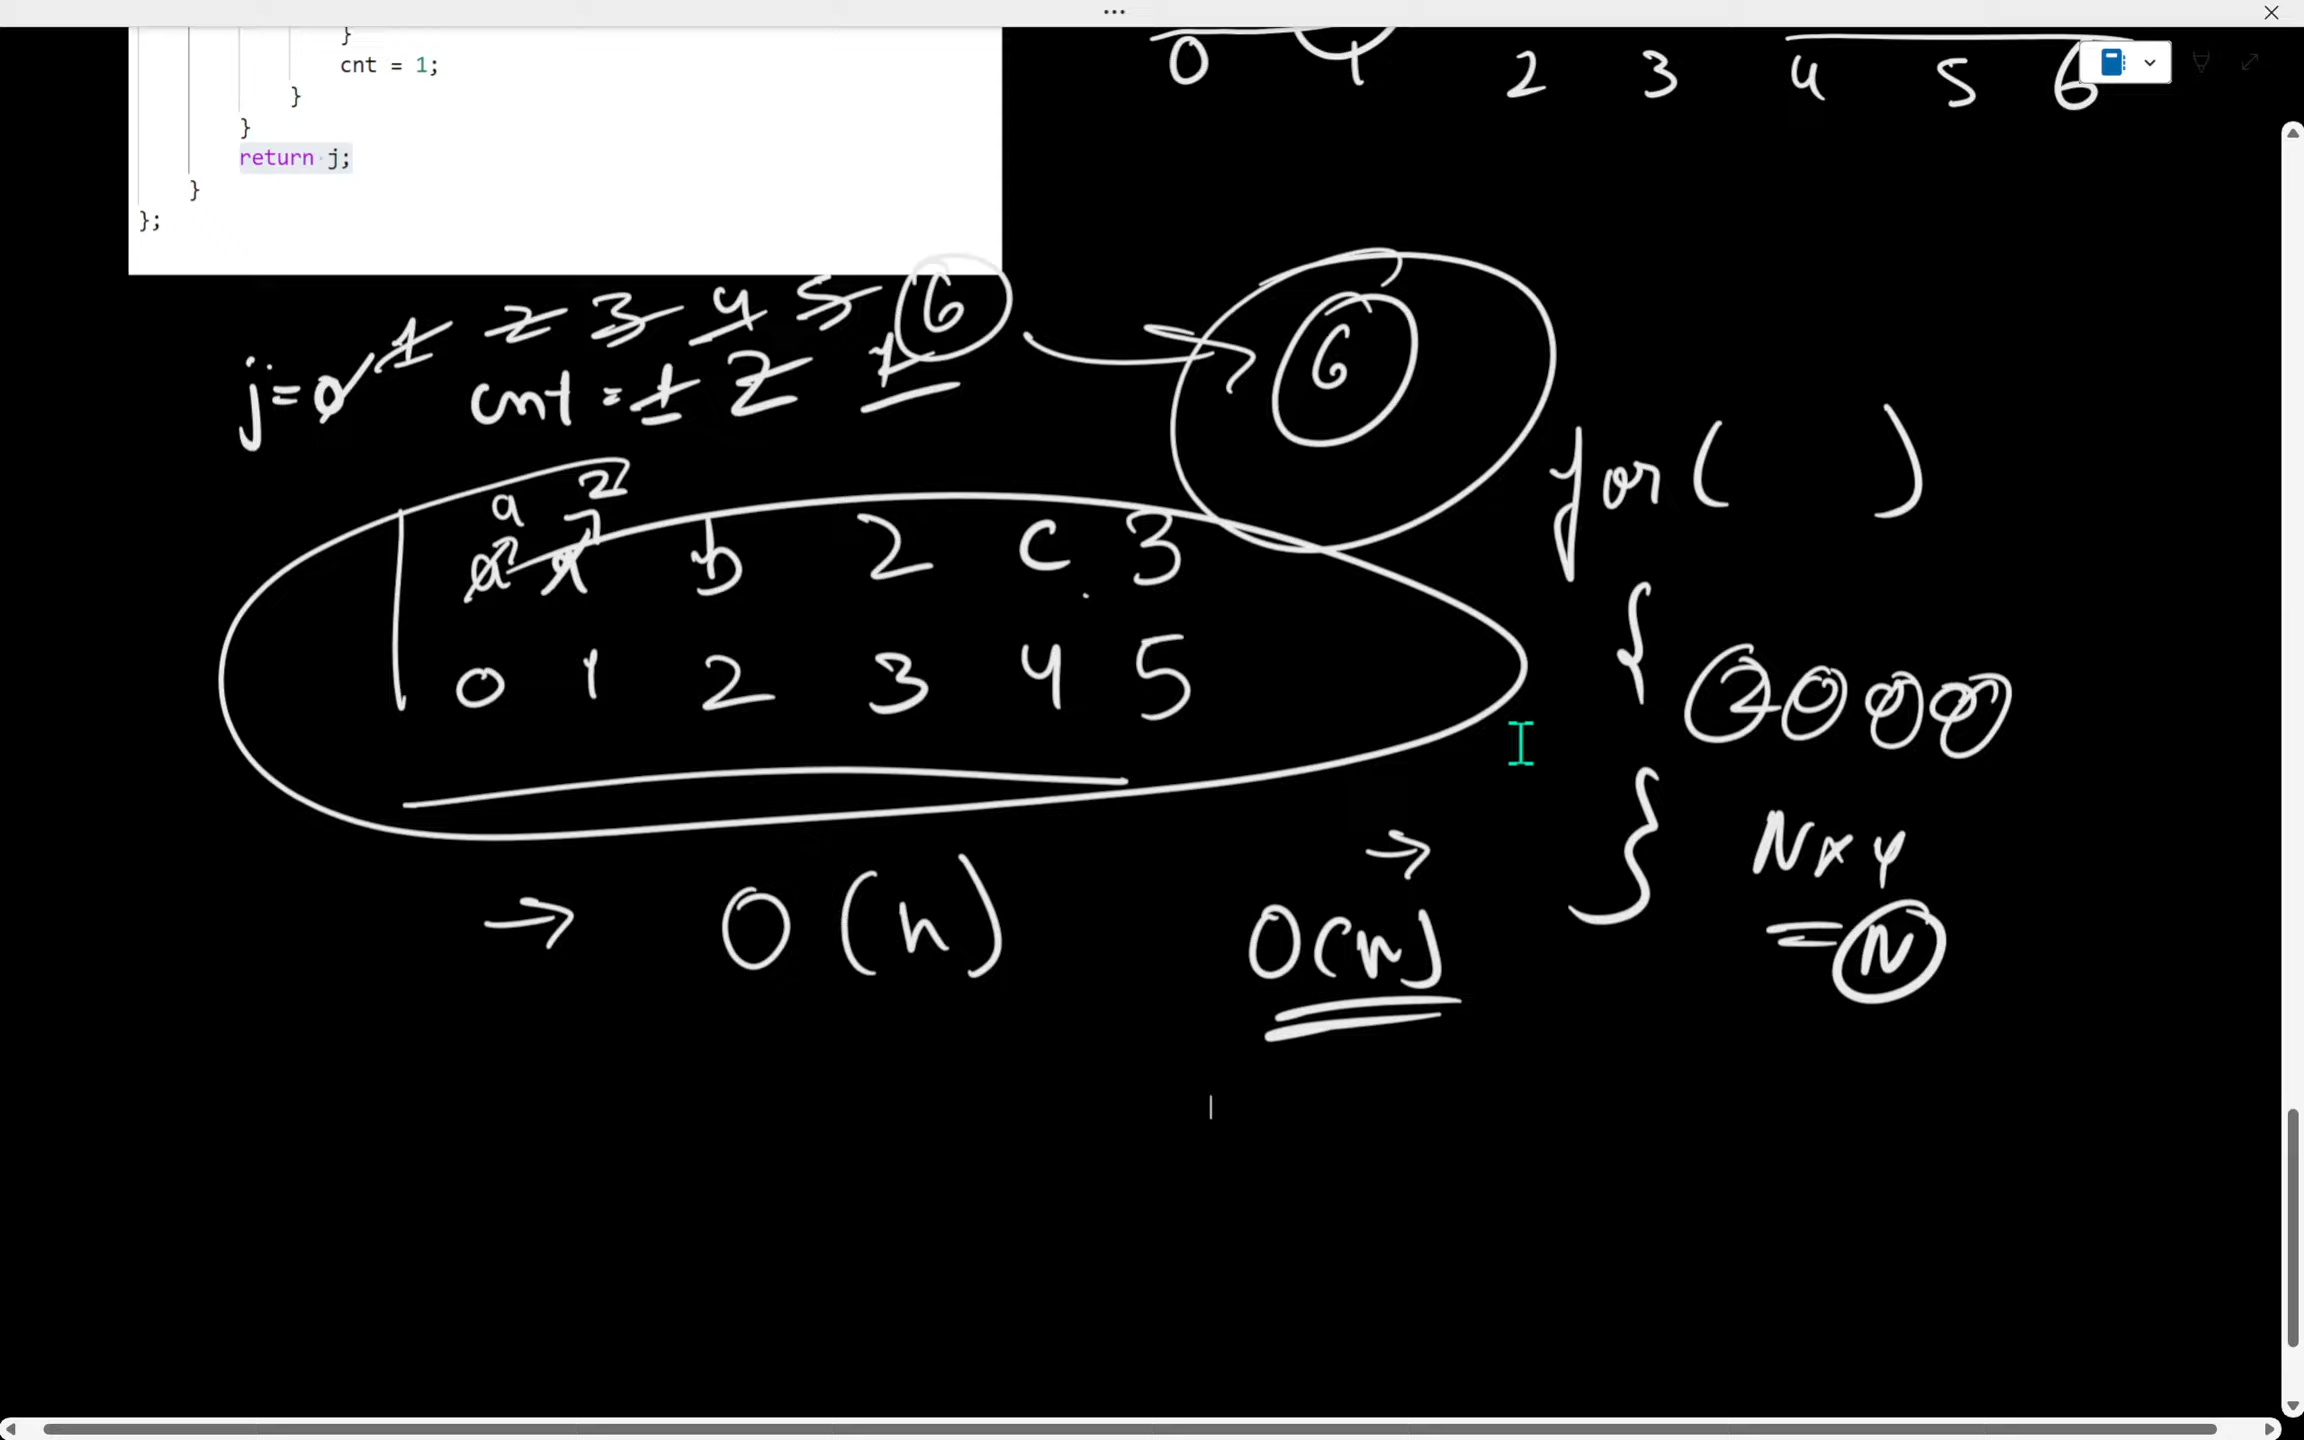 }
cnt = 1;
}
}
return j;
}
};
0 1 2 3 4 5 6
j=0 1 2 3 4 5 6
cnt = 1 2 1
6
for( )
{
a 2
b 2 c 3
0 1 2 3 4 5
2000
}
N x 4
= N
→ O(n)
→
O(n)